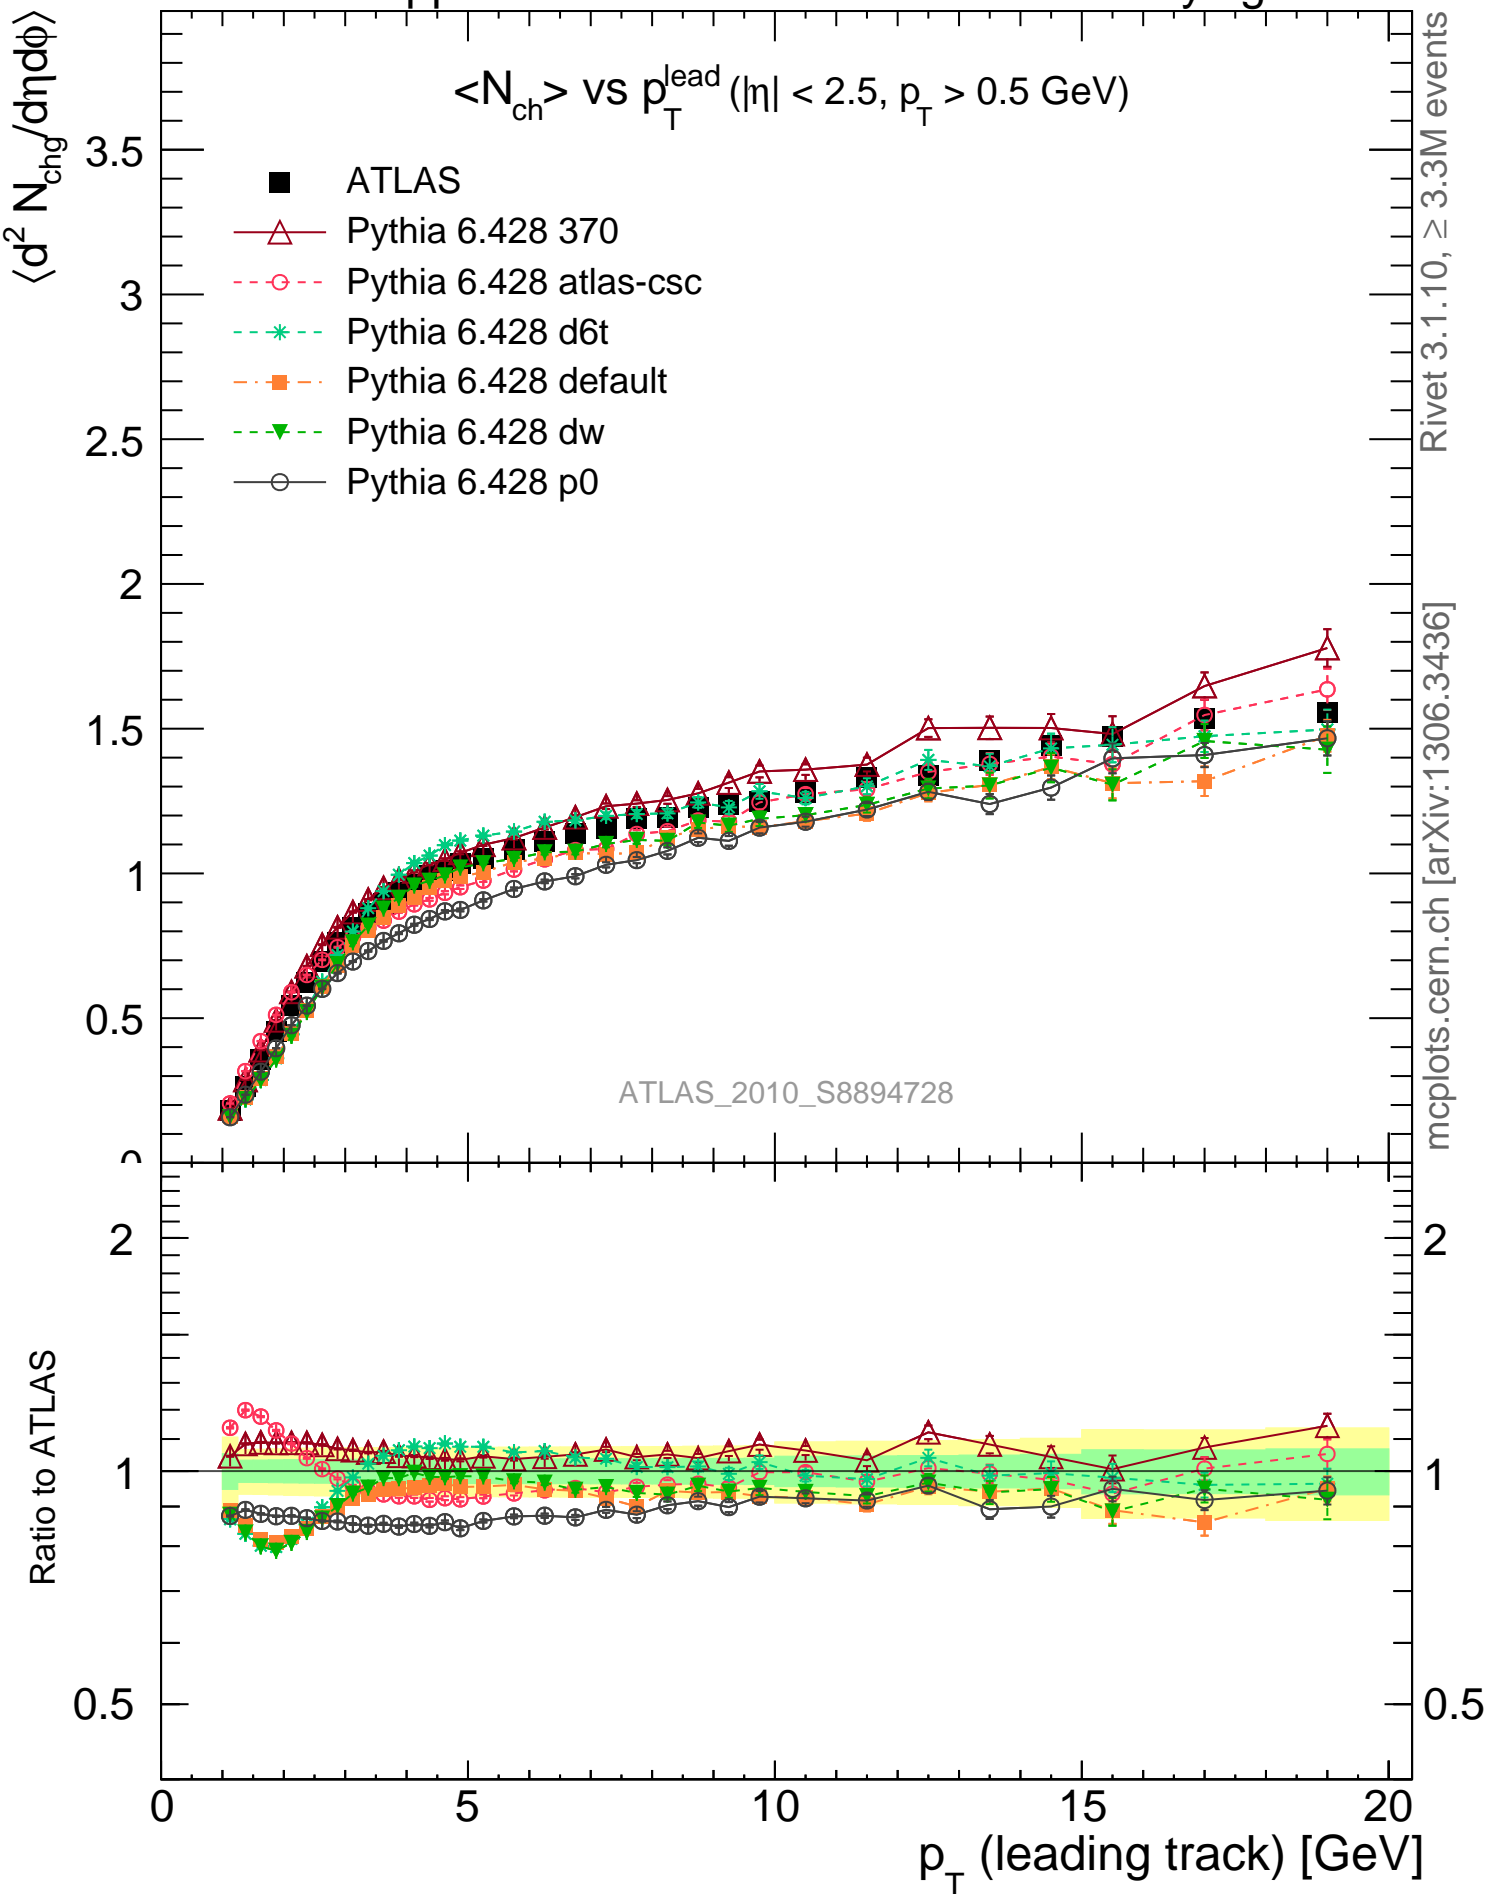 ⟨d² N_chg/dηdϕ⟩
<N_ch> vs p_T^lead (|η| < 2.5, p_T > 0.5 GeV)
ATLAS
Pythia 6.428 370
Pythia 6.428 atlas-csc
Pythia 6.428 d6t
Pythia 6.428 default
Pythia 6.428 dw
Pythia 6.428 p0
3.5
3
2.5
2
1.5
1
0.5
0
ATLAS_2010_S8894728
Rivet 3.1.10, ≥ 3.3M events
mcplots.cern.ch [arXiv:1306.3436]
Ratio to ATLAS
2
1
0.5
2
1
0.5
0 5 10 15 20
p_T (leading track) [GeV]